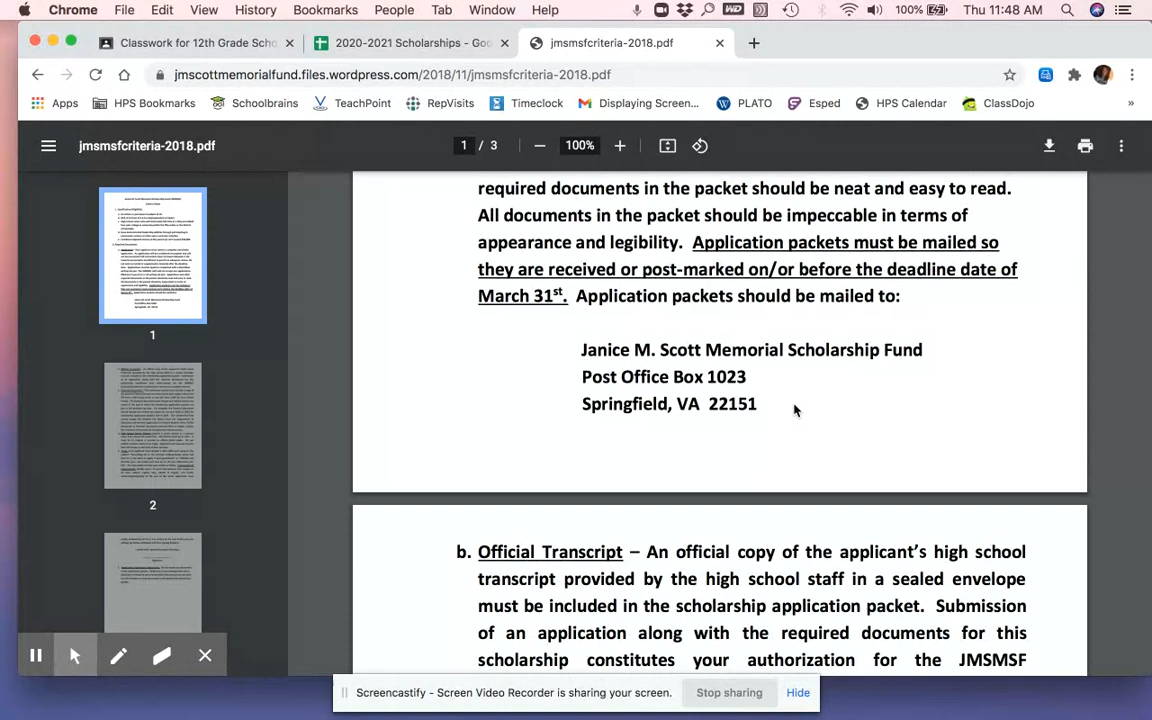 Chrome File Edit View History Bookmarks People Tab Window Help 100% Thu 11:48 AM
Classwork for 12th Grade Scho × 2020-2021 Scholarships - Goo × jmsmsfcriteria-2018.pdf ×
jmscottmemorialfund.files.wordpress.com/2018/11/jmsmsfcriteria-2018.pdf
Apps HPS Bookmarks Schoolbrains TeachPoint RepVisits Timeclock Displaying Screen... PLATO Esped HPS Calendar ClassDojo »
jmsmsfcriteria-2018.pdf 1 / 3 100%
1
2
required documents in the packet should be neat and easy to read.
All documents in the packet should be impeccable in terms of
appearance and legibility. Application packets must be mailed so
they are received or post-marked on/or before the deadline date of
March 31st. Application packets should be mailed to:
Janice M. Scott Memorial Scholarship Fund
Post Office Box 1023
Springfield, VA 22151
b. Official Transcript – An official copy of the applicant’s high school
transcript provided by the high school staff in a sealed envelope
must be included in the scholarship application packet. Submission
of an application along with the required documents for this
scholarship constitutes your authorization for the JMSMSF
Screencastify - Screen Video Recorder is sharing your screen. Stop sharing Hide